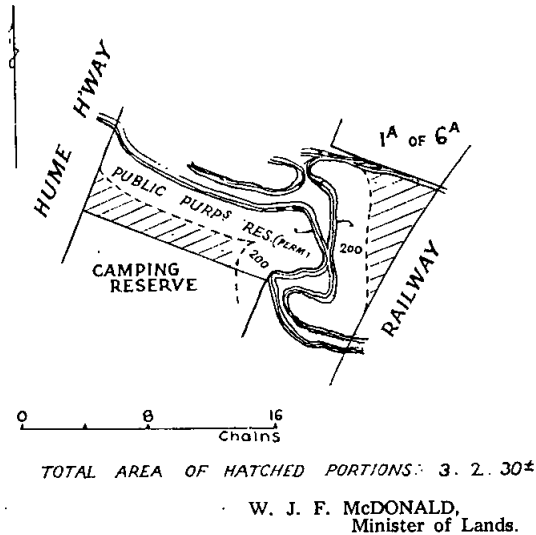 HUME H'WAY
1A OF 6A
PUBLIC PURPS RES. (PERM)
200
200
CAMPING
RESERVE
RAILWAY
0 8 16
Chains
TOTAL AREA OF HATCHED PORTIONS: 3. 2. 30±
W. J. F. McDONALD,
Minister of Lands.